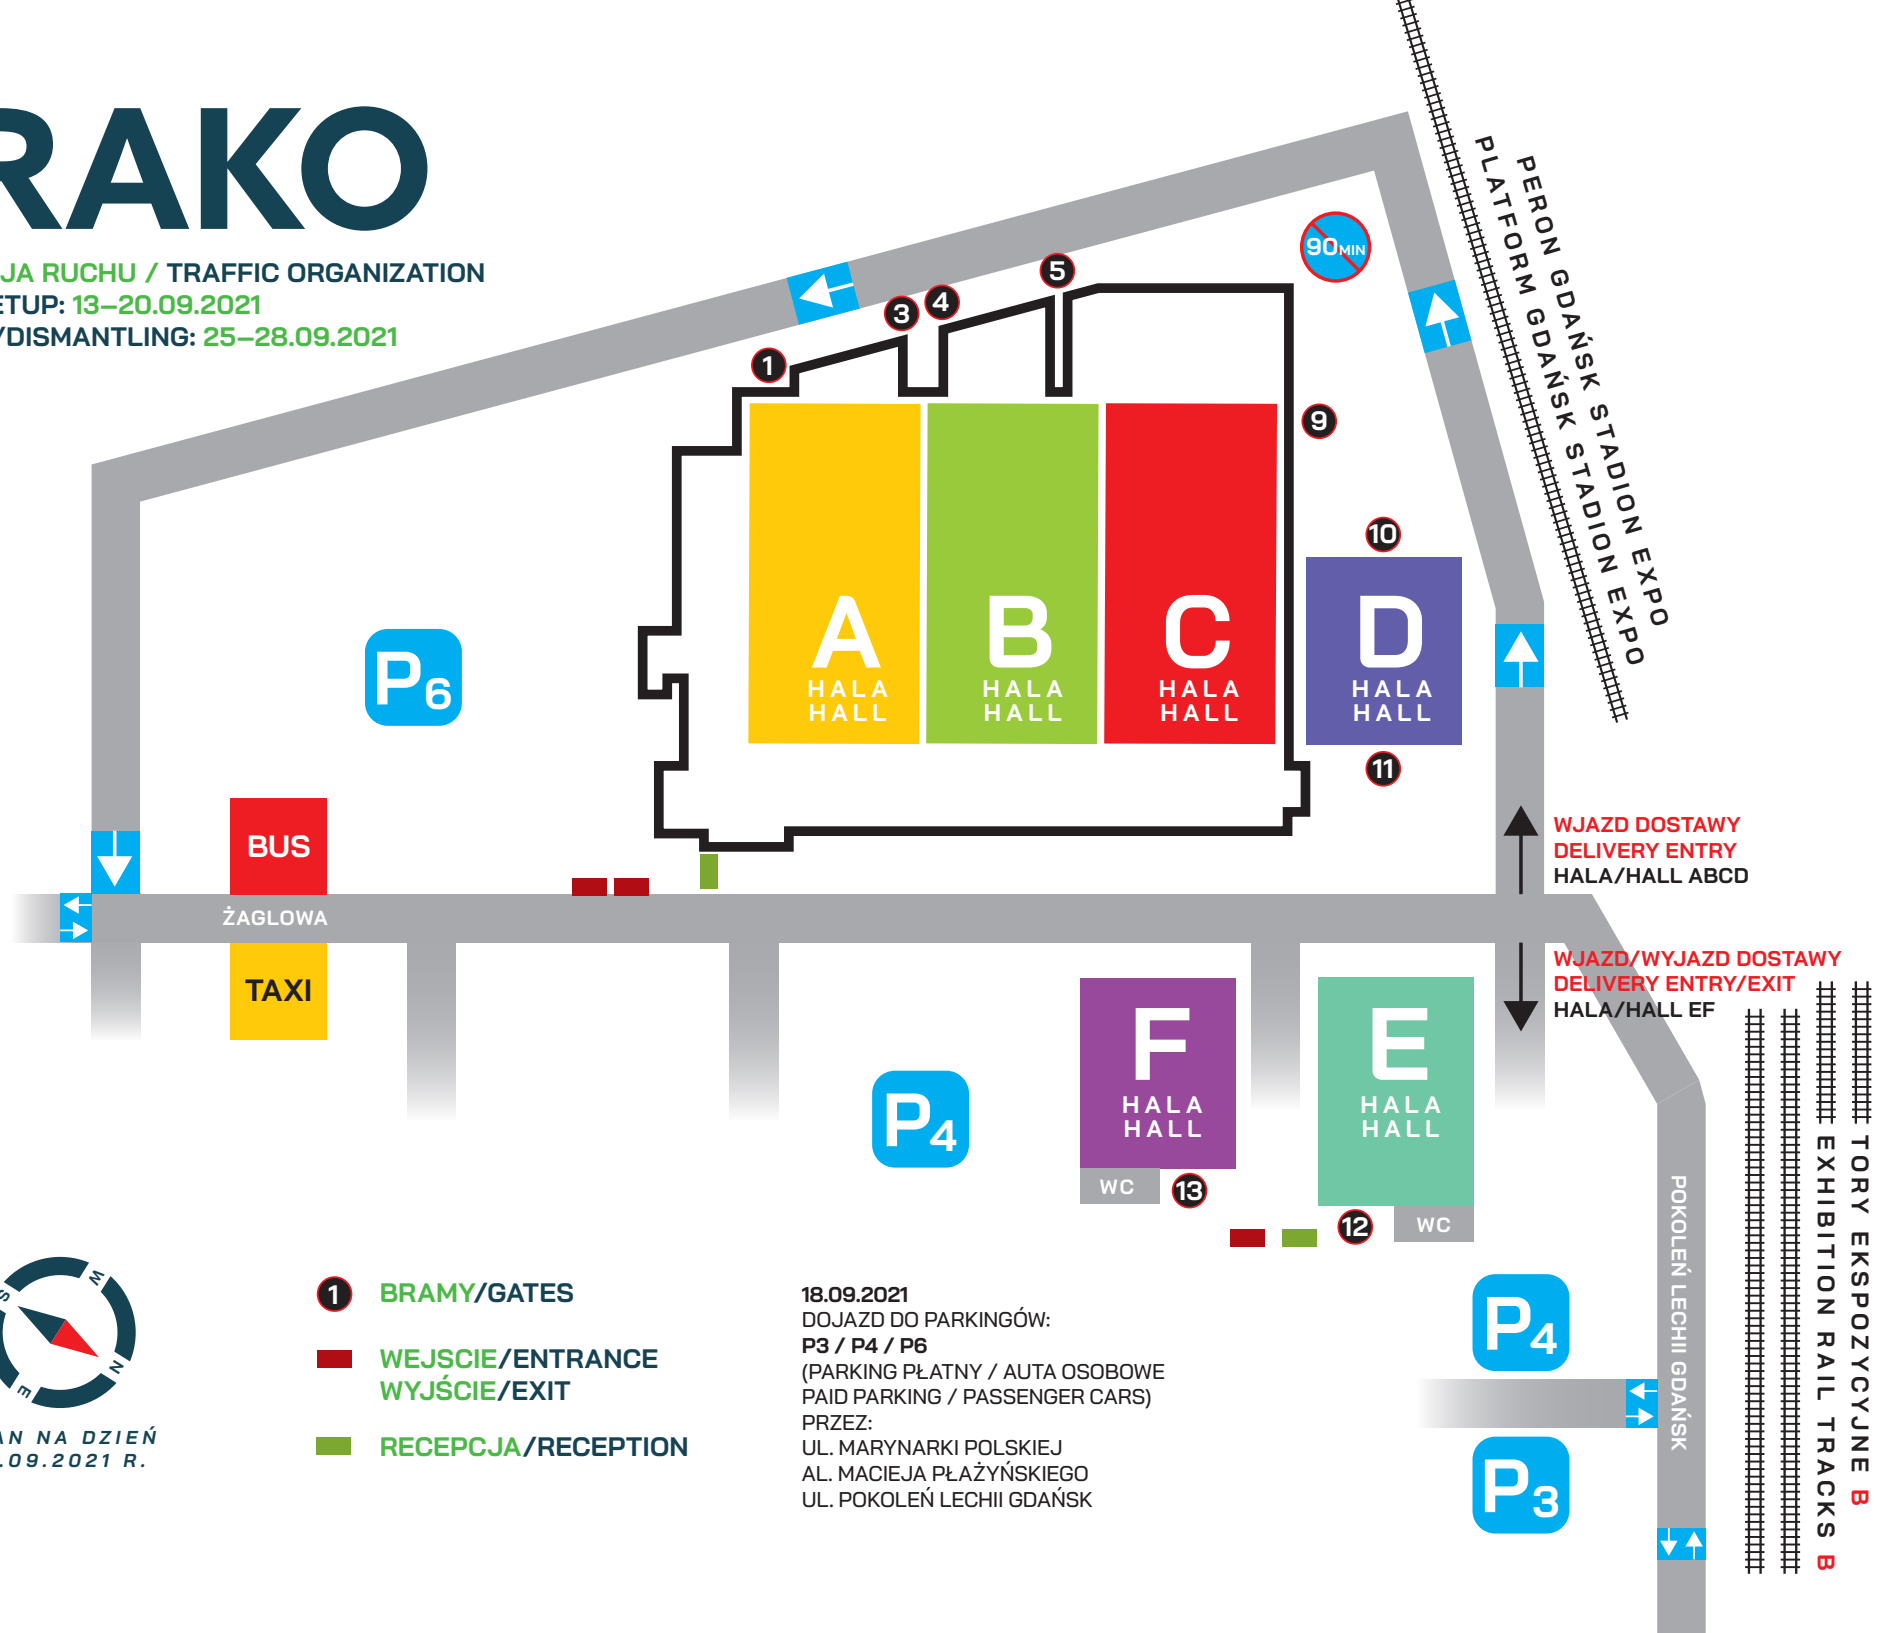 RAKO
JA RUCHU / TRAFFIC ORGANIZATION
ETUP: 13–20.09.2021
/DISMANTLING: 25–28.09.2021
PERON GDAŃSK STADION EXPO
PLATFORM GDAŃSK STADION EXPO
90 MIN
5
4
3
1
9
10
A
HALA
HALL
B
HALA
HALL
C
HALA
HALL
D
HALA
HALL
11
P6
BUS
ŻAGLOWA
TAXI
WJAZD DOSTAWY
DELIVERY ENTRY
HALA/HALL ABCD
WJAZD/WYJAZD DOSTAWY
DELIVERY ENTRY/EXIT
HALA/HALL EF
F
HALA
HALL
E
HALA
HALL
P4
WC
13
12
WC
POKOLEŃ LECHII GDAŃSK
TORY EKSPOZYCYJNE B
EXHIBITION RAIL TRACKS B
P4
P3
W
S
N
E
AN NA DZIEŃ
.09.2021 R.
1 BRAMY/GATES
WEJSCIE/ENTRANCE
WYJŚCIE/EXIT
RECEPCJA/RECEPTION
18.09.2021
DOJAZD DO PARKINGÓW:
P3 / P4 / P6
(PARKING PŁATNY / AUTA OSOBOWE
PAID PARKING / PASSENGER CARS)
PRZEZ:
UL. MARYNARKI POLSKIEJ
AL. MACIEJA PŁAŻYŃSKIEGO
UL. POKOLEŃ LECHII GDAŃSK